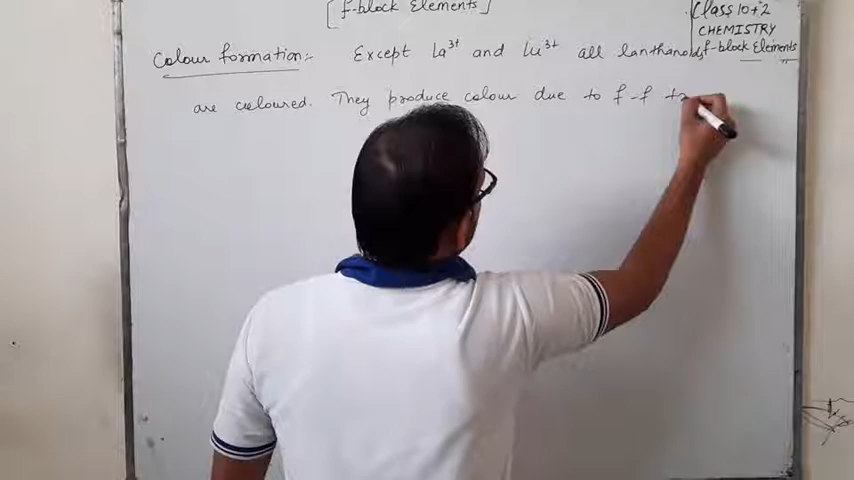 f-block Elements
Class 10+2
CHEMISTRY
f-Block Elements
Colour formation:- Except La³⁺ and Lu³⁺ all lanthanoids
are coloured. They produce colour due to f-f